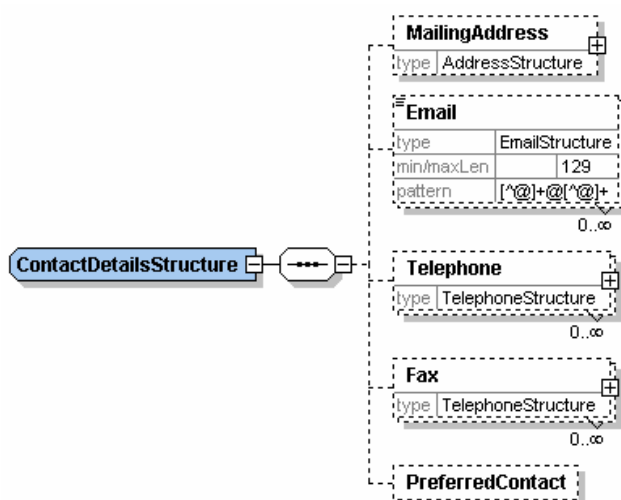 MailingAddress
type AddressStructure
Email
type EmailStructure
min/maxLen 129
pattern [^@]+@[^@]+
0..∞
ContactDetailsStructure
Telephone
type TelephoneStructure
0..∞
Fax
type TelephoneStructure
0..∞
PreferredContact